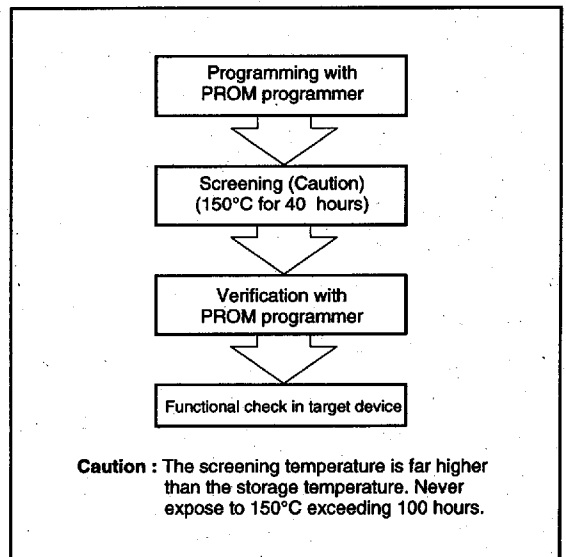 Programming with
PROM programmer
Screening (Caution)
(150°C for 40 hours)
Verification with
PROM programmer
Functional check in target device
Caution : The screening temperature is far higher
than the storage temperature. Never
expose to 150°C exceeding 100 hours.